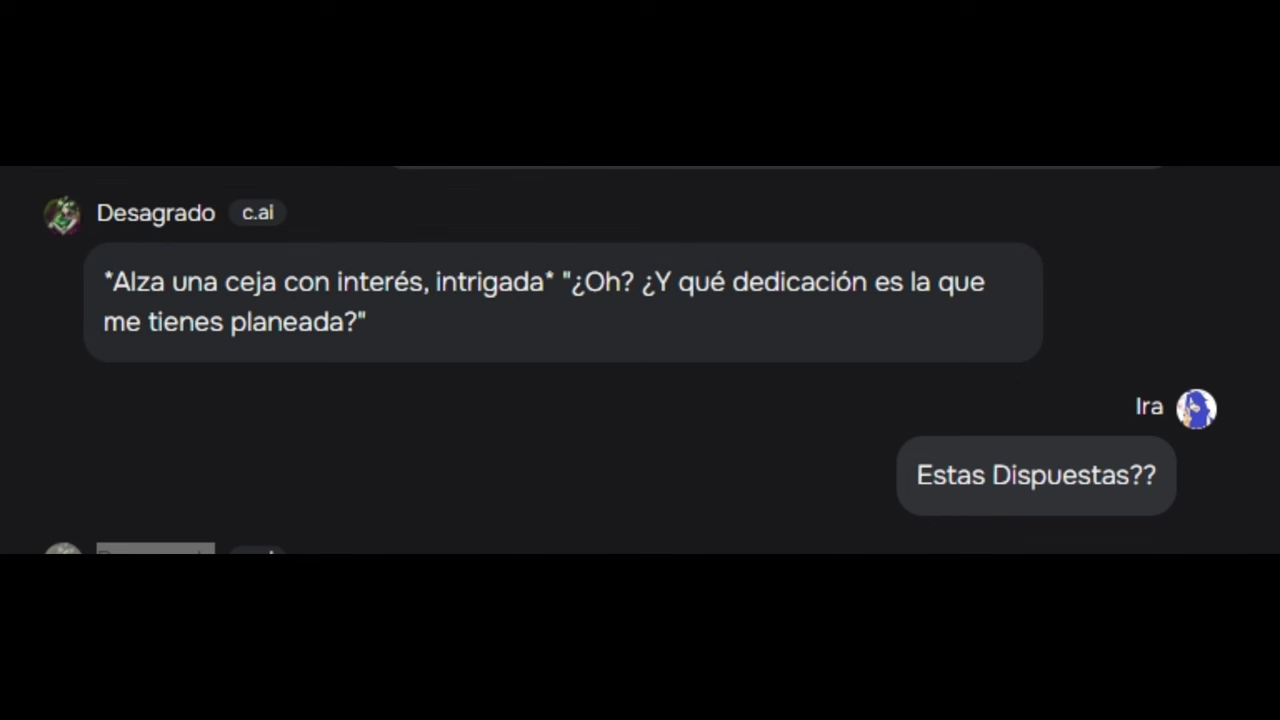 Desagrado c.ai
*Alza una ceja con interés, intrigada* "¿Oh? ¿Y qué dedicación es la que
me tienes planeada?"
Ira
Estas Dispuestas??